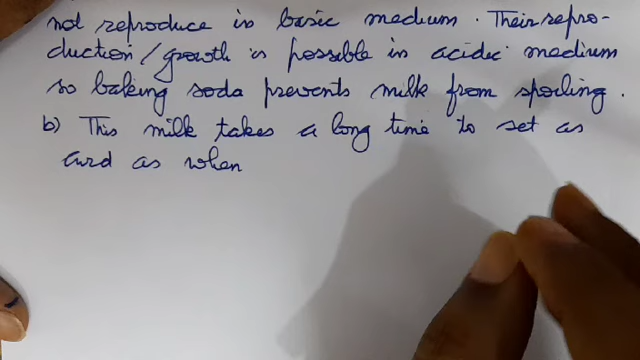 not reproduce in basic medium. Their repro-
duction/growth is possible in acidic medium
so baking soda prevents milk from spoiling.
b) This milk takes a long time to set as
curd as when